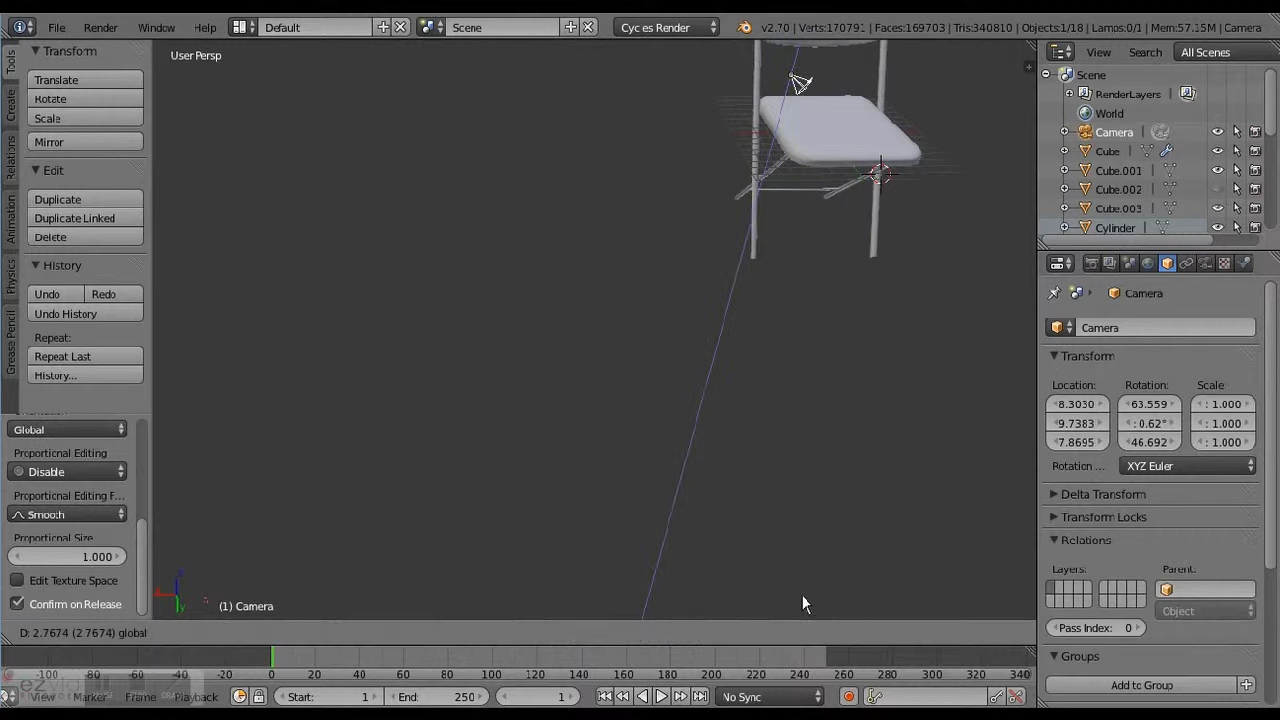 File Render Window Help Default Scene Cycles Render v2.70 | Verts:170791 | Faces:169703 | Tris:340810 | Objects:1/18 | Lamps:0/1 | Mem:57.15M | Camera
Transform
Translate
Rotate
Scale
Mirror
Edit
Duplicate
Duplicate Linked
Delete
History
Undo Redo
Undo History
Repeat:
Repeat Last
History...
Tools
Create
Relations
Animation
Physics
Grease Pencil
Global
Proportional Editing
Disable
Proportional Editing F...
Smooth
Proportional Size
1.000
Edit Texture Space
Confirm on Release
User Persp
(1) Camera
D: 2.7674 (2.7674) global
View Search All Scenes
Scene
RenderLayers
World
Camera
Cube
Cube.001
Cube.002
Cube.003
Cylinder
Camera
Camera
Transform
Location: Rotation: Scale:
8.3030 63.559 : 1.000
9.7383 : 0.62° : 1.000
7.8695 46.692 : 1.000
Rotation ... XYZ Euler
Delta Transform
Transform Locks
Relations
Layers: Parent:
Object
Pass Index: 0
Groups
Add to Group
-100 -80 -60 -40 -20 0 20 40 60 80 100 120 140 160 180 200 220 240 260 280 300 320 340
View Marker Frame Playback Start: 1 End: 250 1 No Sync